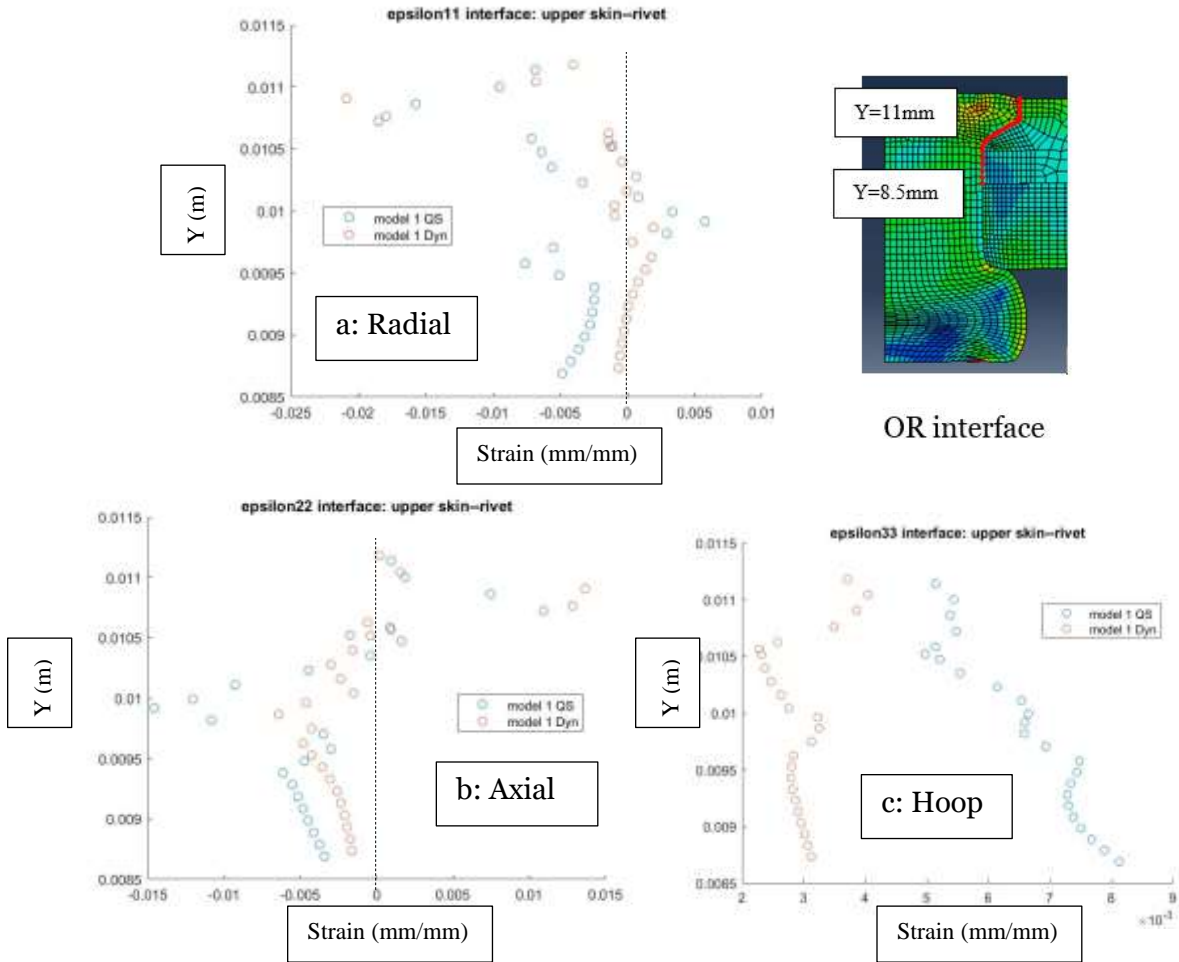 epsilon11 interface: upper skin--rivet
0.0115
0.011
0.0105
0.01
0.0095
0.009
0.0085
Y (m)
model 1 QS
model 1 Dyn
a: Radial
-0.025
-0.02
-0.015
-0.01
-0.005
0
0.005
0.01
Strain (mm/mm)
Y=11mm
Y=8.5mm
OR interface
epsilon22 interface: upper skin--rivet
0.0115
0.011
0.0105
0.01
0.0095
0.009
0.0085
Y (m)
model 1 QS
model 1 Dyn
b: Axial
-0.015
-0.01
-0.005
0
0.005
0.01
0.015
Strain (mm/mm)
epsilon33 interface: upper skin--rivet
0.0115
0.011
0.0105
0.01
0.0095
0.009
0.0085
Y (m)
model 1 QS
model 1 Dyn
c: Hoop
2
3
4
5
6
7
8
9
Strain (mm/mm)